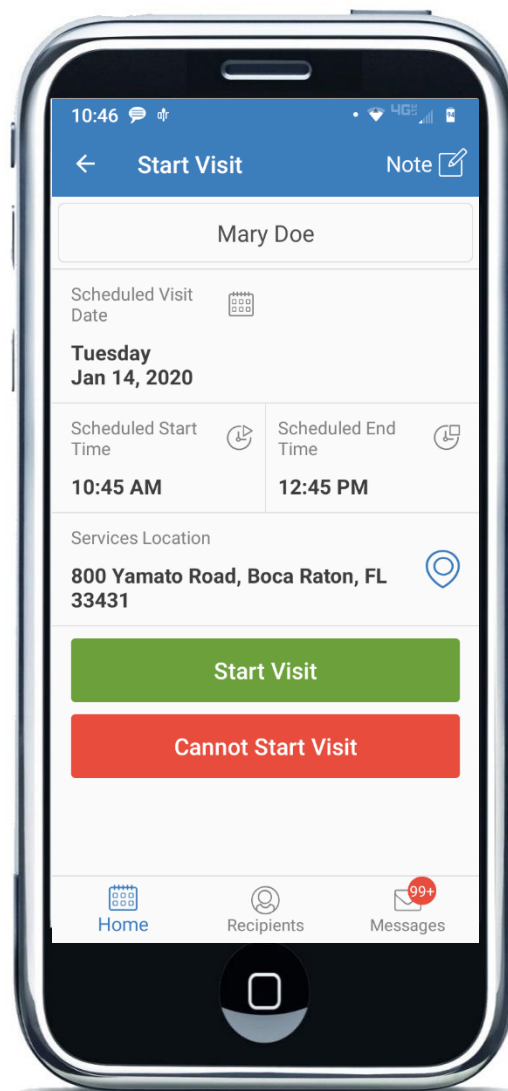 10:46
4GE
← Start Visit Note
Mary Doe
Scheduled Visit
Date
Tuesday
Jan 14, 2020
Scheduled Start
Time
10:45 AM
Scheduled End
Time
12:45 PM
Services Location
800 Yamato Road, Boca Raton, FL
33431
Start Visit
Cannot Start Visit
Home
Recipients
99+
Messages